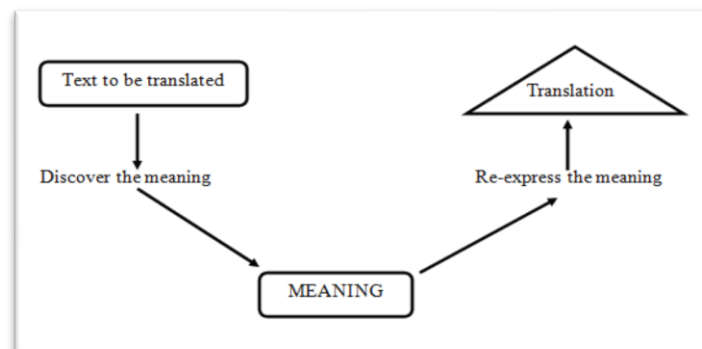 Text to be translated
Translation
Discover the meaning
Re-express the meaning
MEANING